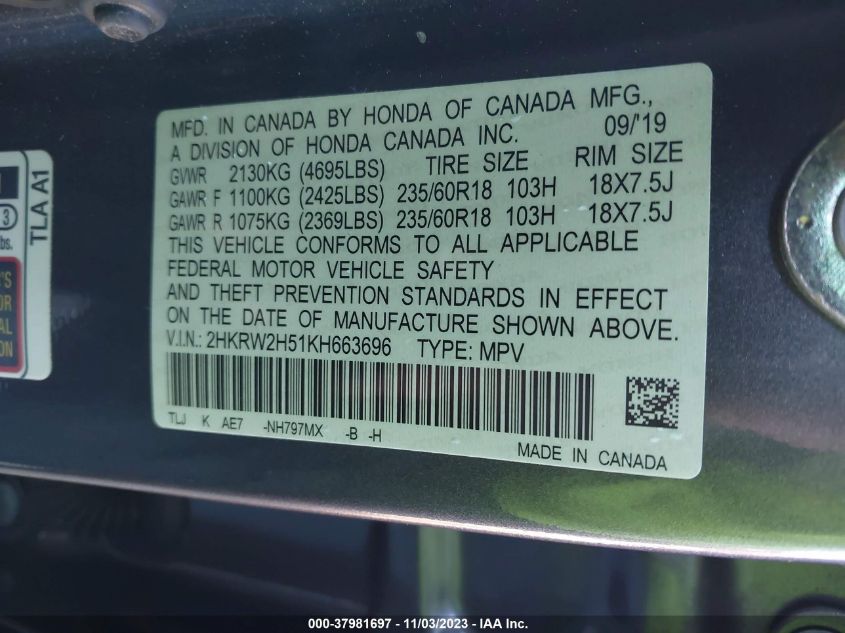 MFD. IN CANADA BY HONDA OF CANADA MFG.,
A DIVISION OF HONDA CANADA INC. 09/'19
GVWR 2130KG (4695LBS) TIRE SIZE RIM SIZE
GAWR F 1100KG (2425LBS) 235/60R18 103H 18X7.5J
GAWR R 1075KG (2369LBS) 235/60R18 103H 18X7.5J
THIS VEHICLE CONFORMS TO ALL APPLICABLE
FEDERAL MOTOR VEHICLE SAFETY
AND THEFT PREVENTION STANDARDS IN EFFECT
ON THE DATE OF MANUFACTURE SHOWN ABOVE.
V.I.N.: 2HKRW2H51KH663696 TYPE: MPV
TLJ K AE7 -NH797MX -B -H
MADE IN CANADA
TLA A1
3
lbs.
000-37981697 - 11/03/2023 - IAAI Inc.